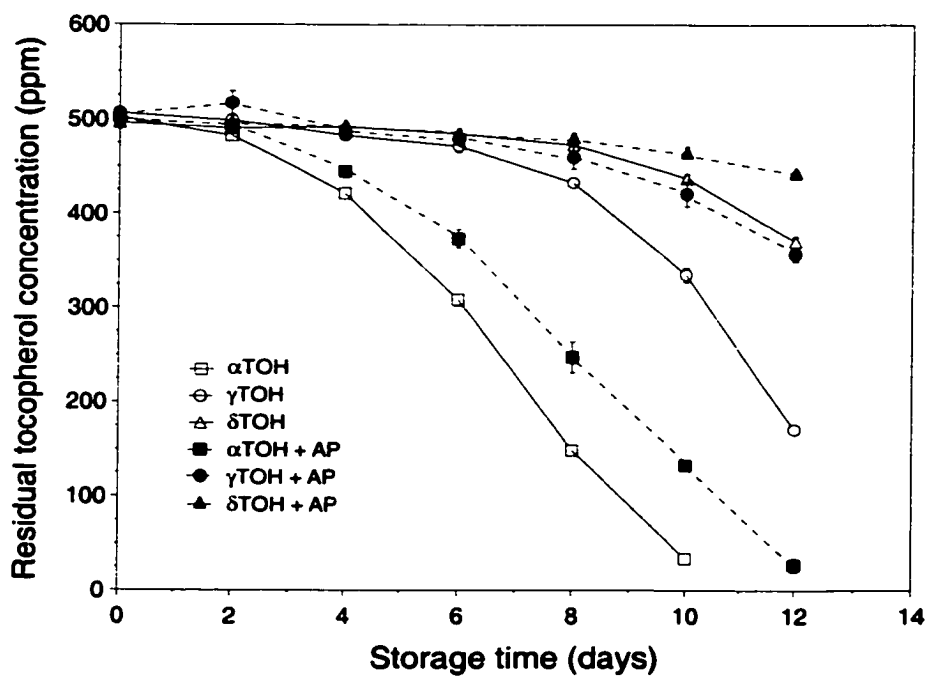 600
500
400
300
200
100
0
Residual tocopherol concentration (ppm)
αTOH
γTOH
δTOH
αTOH + AP
γTOH + AP
δTOH + AP
0 2 4 6 8 10 12 14
Storage time (days)